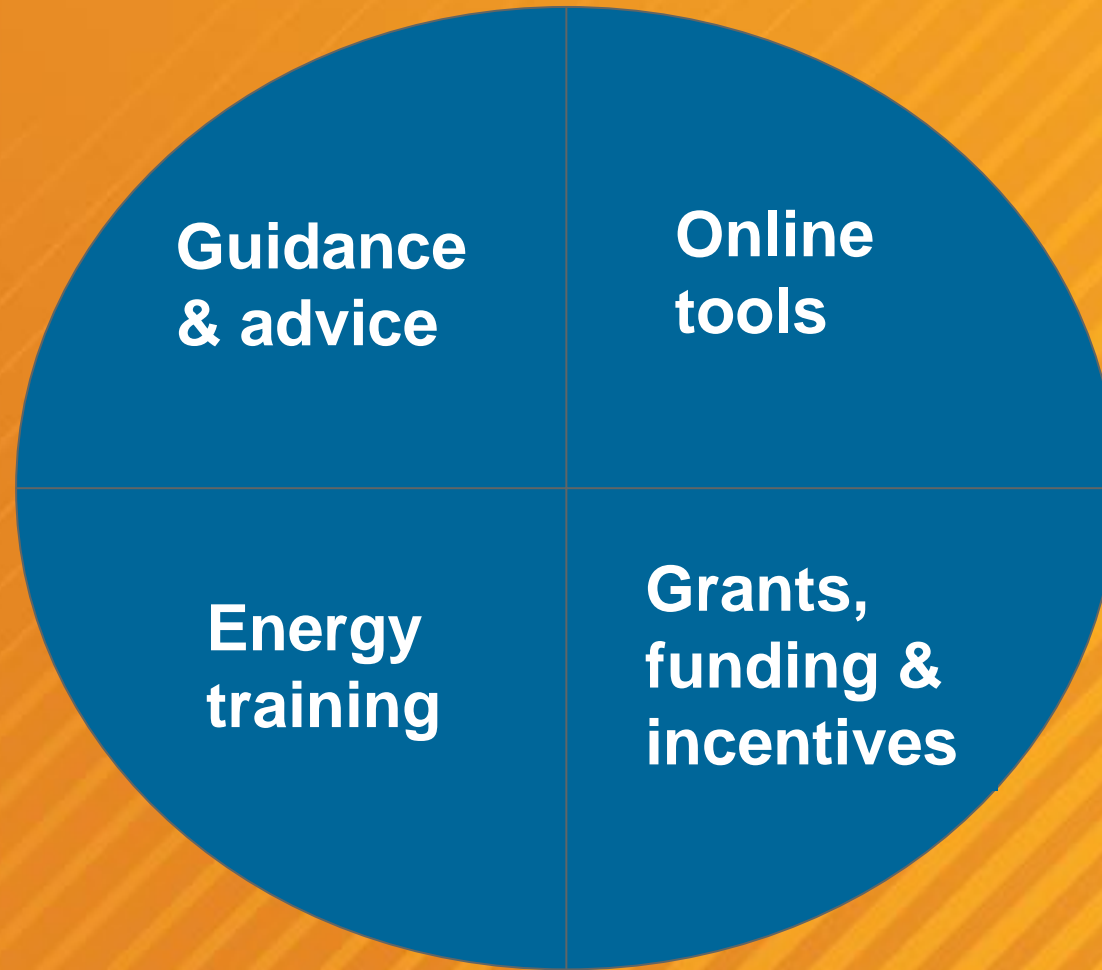 Guidance
& advice
Online
tools
Energy
training
Grants,
funding &
incentives